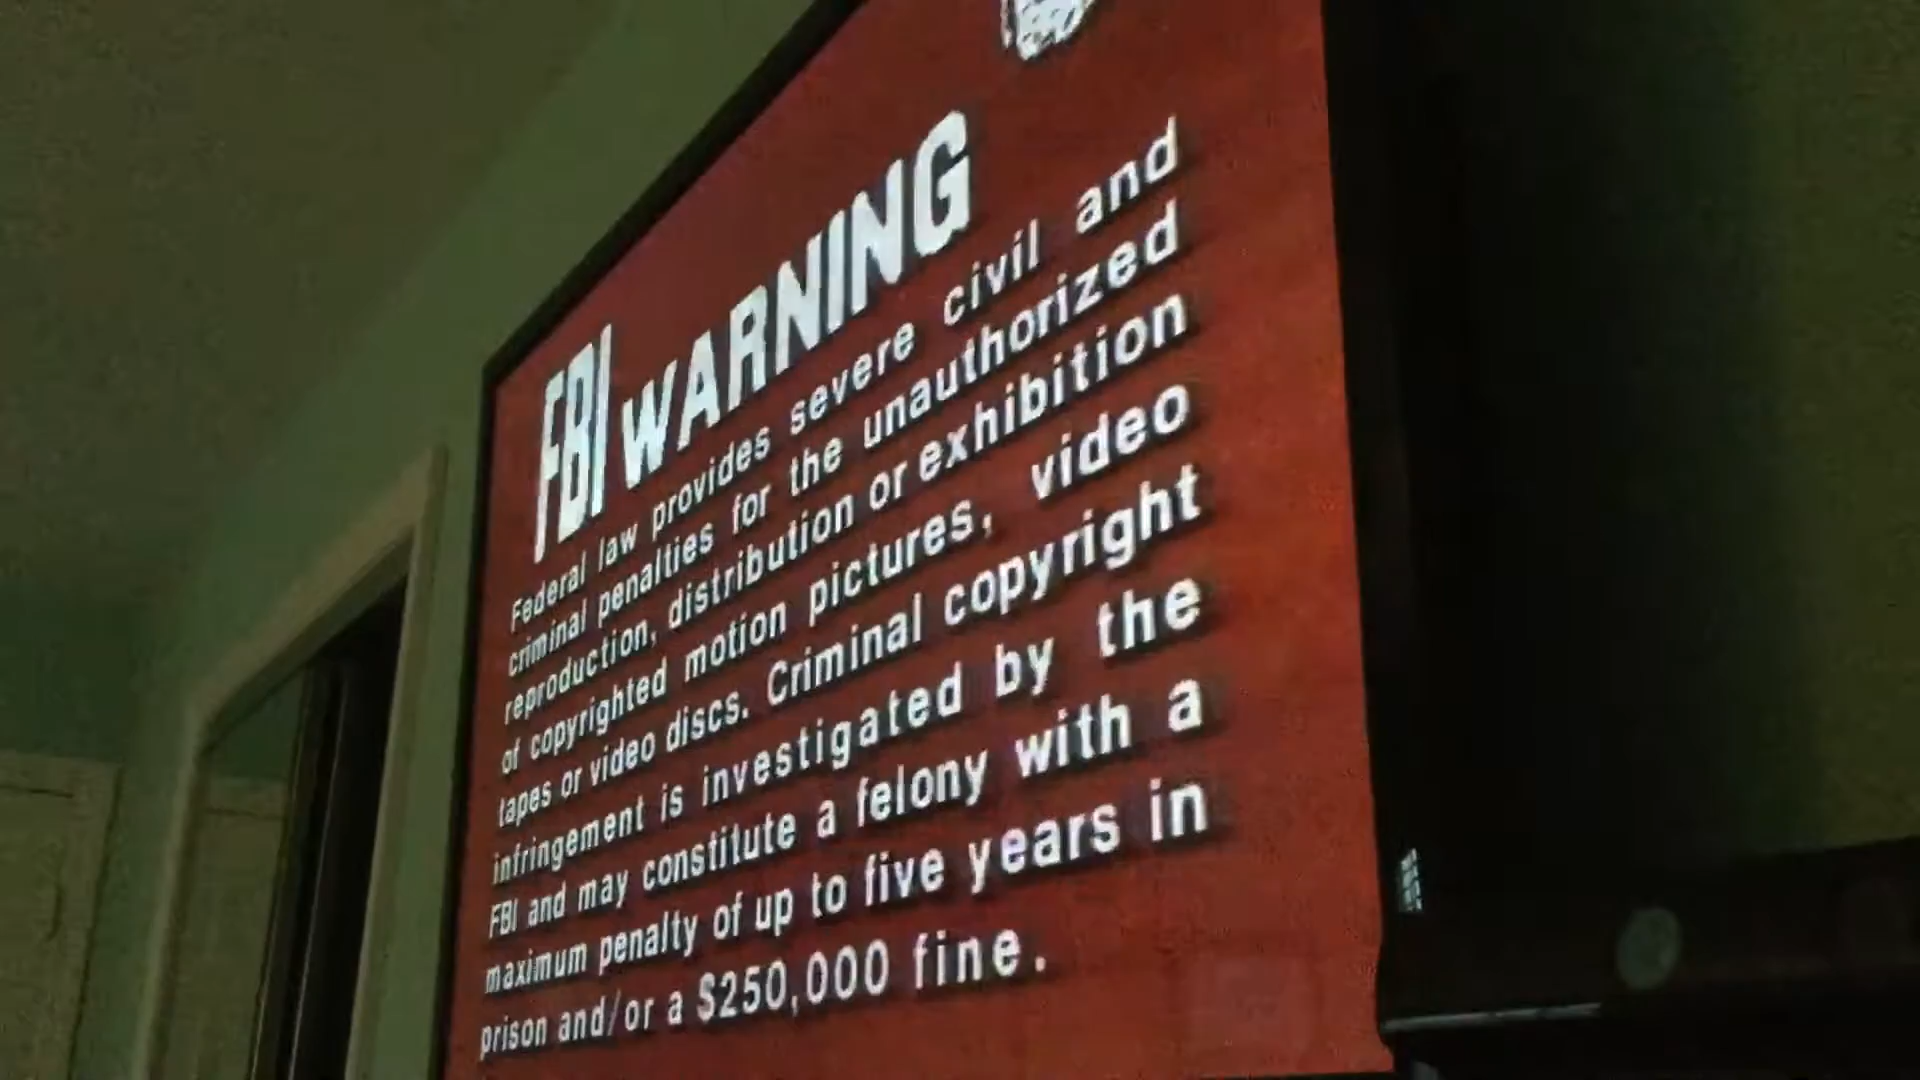 FBI WARNING
Federal law provides severe civil and
criminal penalties for the unauthorized
reproduction, distribution or exhibition
of copyrighted motion pictures, video
tapes or video discs. Criminal copyright
infringement is investigated by the
FBI and may constitute a felony with a
maximum penalty of up to five years in
prison and/or a $250,000 fine.